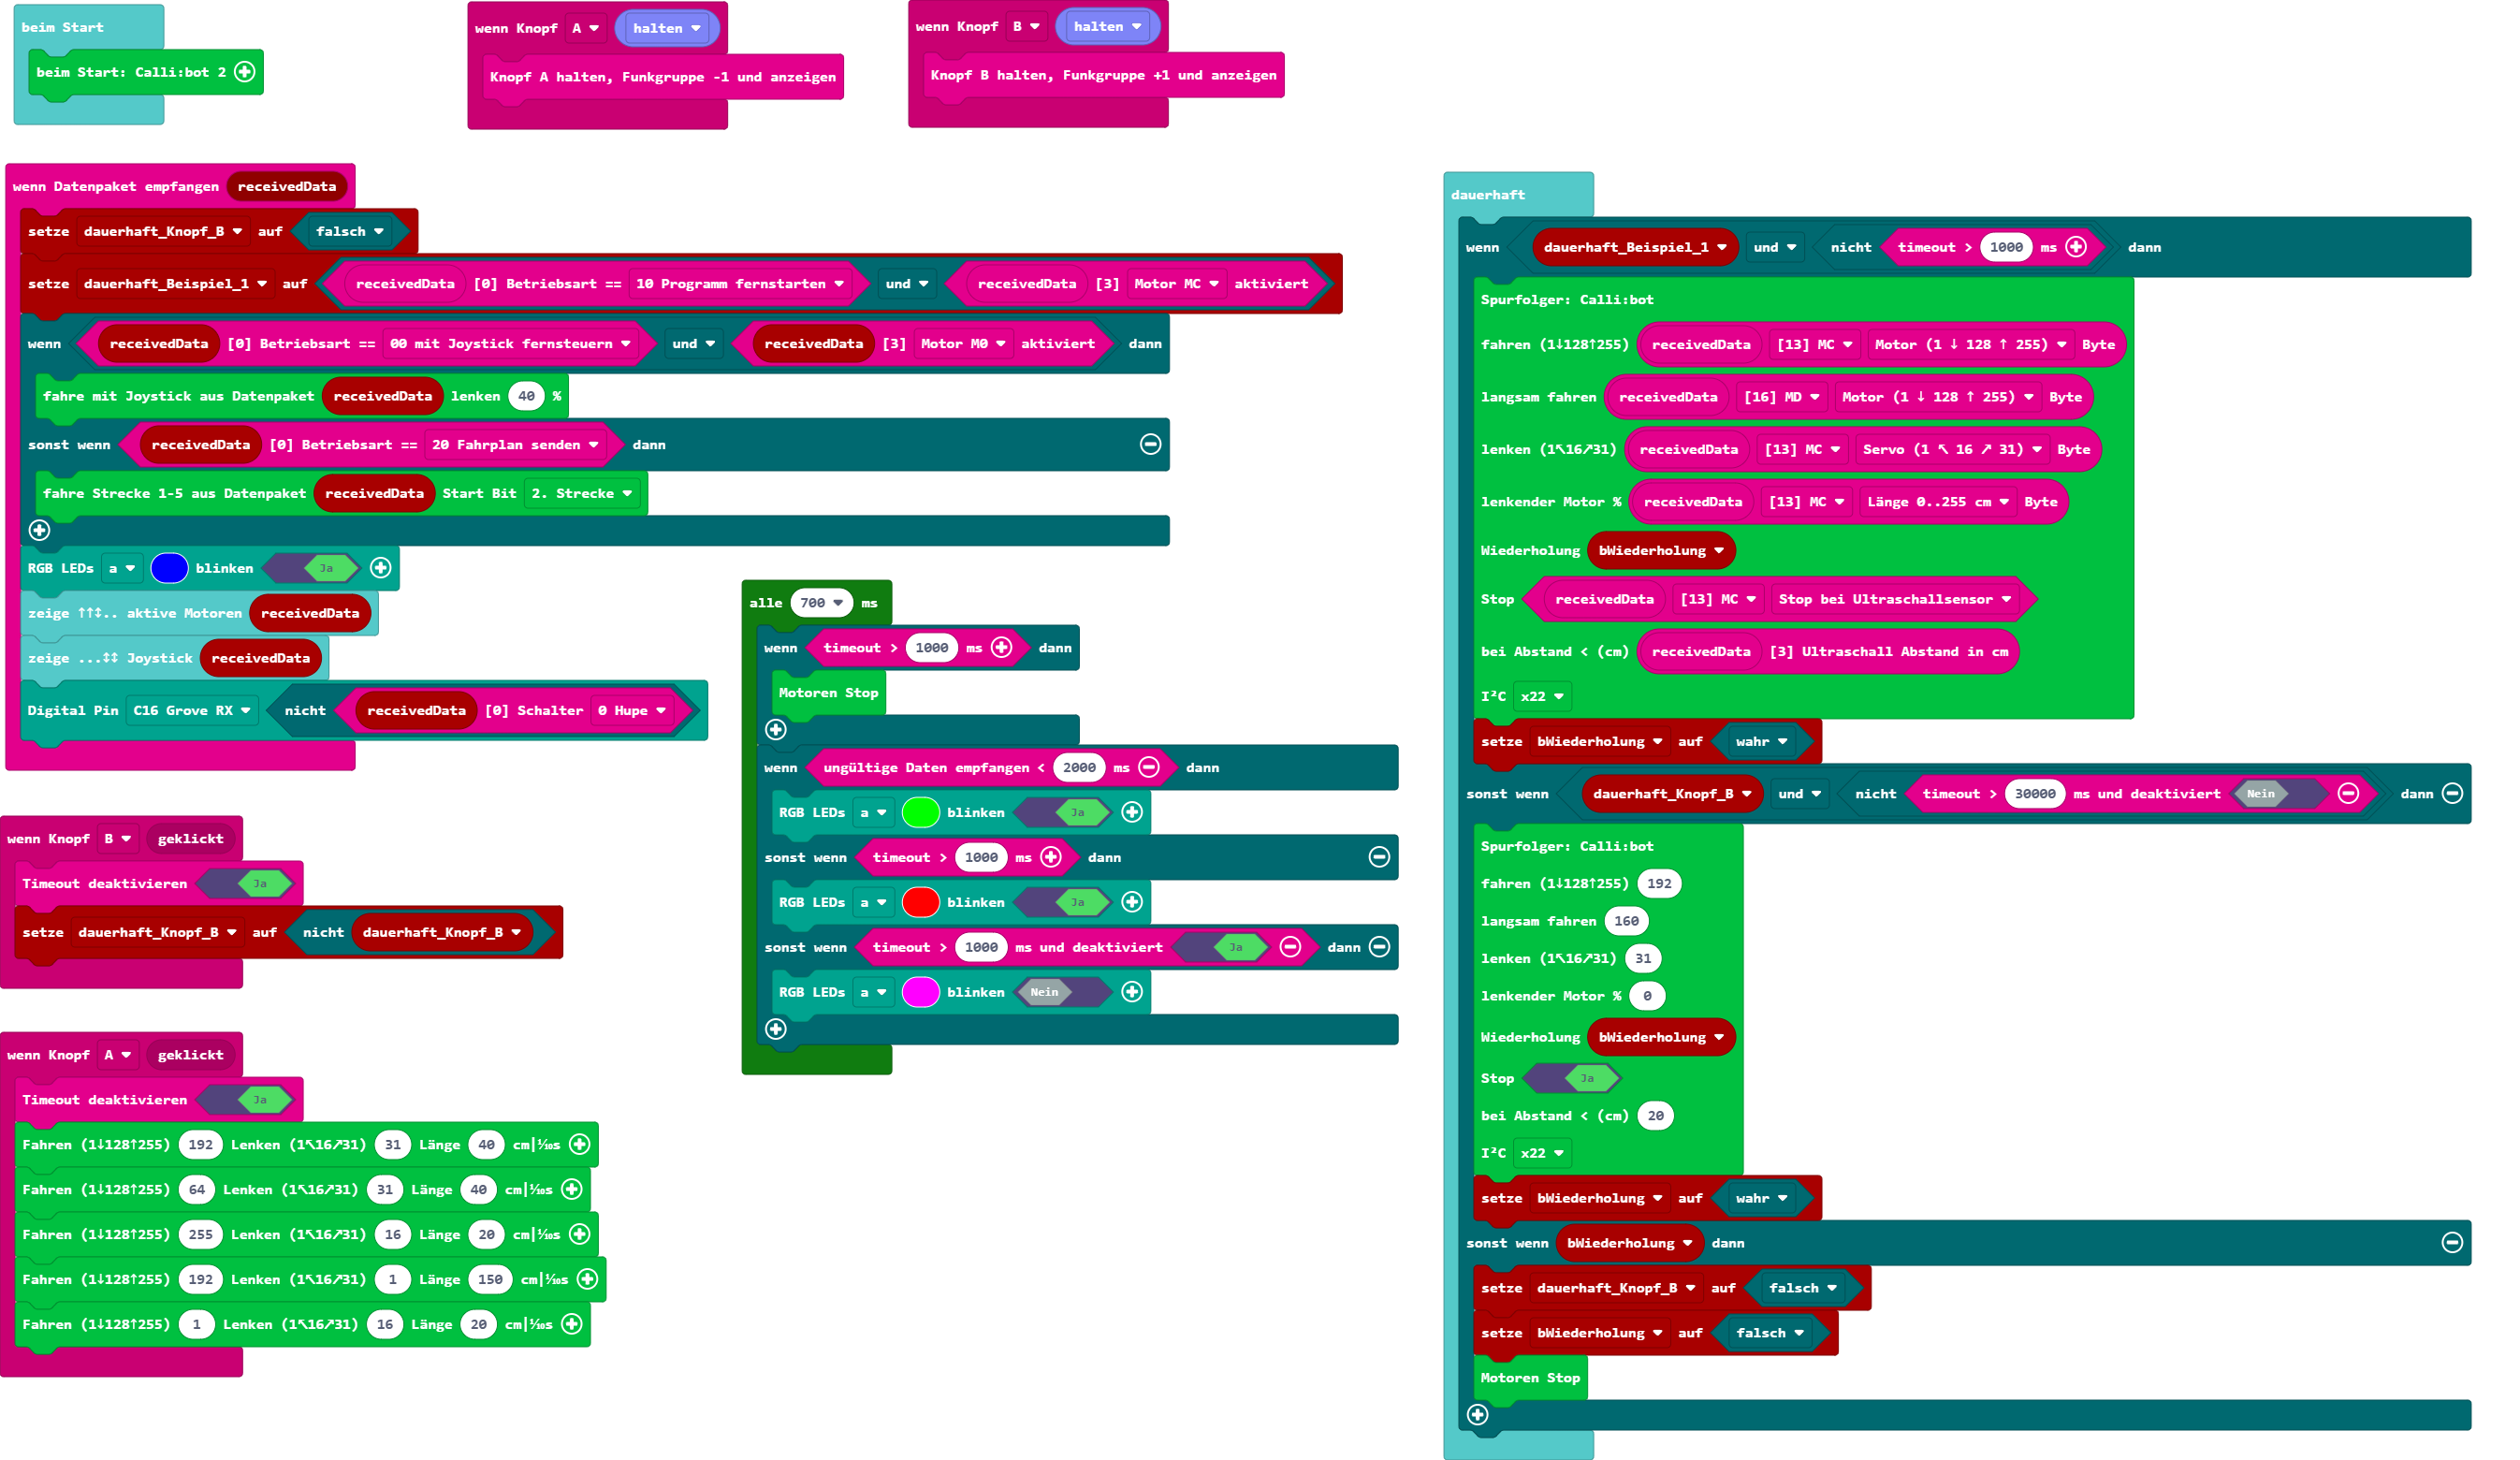 beim Start
beim Start: Calli:bot 2
wenn Knopf A halten
Knopf A halten, Funkgruppe -1 und anzeigen
wenn Knopf B halten
Knopf B halten, Funkgruppe +1 und anzeigen
wenn Datenpaket empfangen receivedData
setze dauerhaft_Knopf_B auf falsch
setze dauerhaft_Beispiel_1 auf receivedData [0] Betriebsart == 10 Programm fernstarten und receivedData [3] Motor MC aktiviert
wenn receivedData [0] Betriebsart == 00 mit Joystick fernsteuern und receivedData [3] Motor M0 aktiviert dann
fahre mit Joystick aus Datenpaket receivedData lenken 40 %
sonst wenn receivedData [0] Betriebsart == 20 Fahrplan senden dann
fahre Strecke 1-5 aus Datenpaket receivedData Start Bit 2. Strecke
RGB LEDs a blinken Ja
zeige ↑↑↕.. aktive Motoren receivedData
zeige ...↕↕ Joystick receivedData
Digital Pin C16 Grove RX nicht receivedData [0] Schalter 0 Hupe
wenn Knopf B geklickt
Timeout deaktivieren Ja
setze dauerhaft_Knopf_B auf nicht dauerhaft_Knopf_B
wenn Knopf A geklickt
Timeout deaktivieren Ja
Fahren (1↓128↑255) 192 Lenken (1↖16↗31) 31 Länge 40 cm|⅒s
Fahren (1↓128↑255) 64 Lenken (1↖16↗31) 31 Länge 40 cm|⅒s
Fahren (1↓128↑255) 255 Lenken (1↖16↗31) 16 Länge 20 cm|⅒s
Fahren (1↓128↑255) 192 Lenken (1↖16↗31) 1 Länge 150 cm|⅒s
Fahren (1↓128↑255) 1 Lenken (1↖16↗31) 16 Länge 20 cm|⅒s
alle 700 ms
wenn timeout > 1000 ms dann
Motoren Stop
wenn ungültige Daten empfangen < 2000 ms dann
RGB LEDs a blinken Ja
sonst wenn timeout > 1000 ms dann
RGB LEDs a blinken Ja
sonst wenn timeout > 1000 ms und deaktiviert Ja dann
RGB LEDs a blinken Nein
dauerhaft
wenn dauerhaft_Beispiel_1 und nicht timeout > 1000 ms dann
Spurfolger: Calli:bot
fahren (1↓128↑255) receivedData [13] MC Motor (1 ↓ 128 ↑ 255) Byte
langsam fahren receivedData [16] MD Motor (1 ↓ 128 ↑ 255) Byte
lenken (1↖16↗31) receivedData [13] MC Servo (1 ↖ 16 ↗ 31) Byte
lenkender Motor % receivedData [13] MC Länge 0..255 cm Byte
Wiederholung bWiederholung
Stop receivedData [13] MC Stop bei Ultraschallsensor
bei Abstand < (cm) receivedData [3] Ultraschall Abstand in cm
I²C x22
setze bWiederholung auf wahr
sonst wenn dauerhaft_Knopf_B und nicht timeout > 30000 ms und deaktiviert Nein dann
Spurfolger: Calli:bot
fahren (1↓128↑255) 192
langsam fahren 160
lenken (1↖16↗31) 31
lenkender Motor % 0
Wiederholung bWiederholung
Stop Ja
bei Abstand < (cm) 20
I²C x22
setze bWiederholung auf wahr
sonst wenn bWiederholung dann
setze dauerhaft_Knopf_B auf falsch
setze bWiederholung auf falsch
Motoren Stop